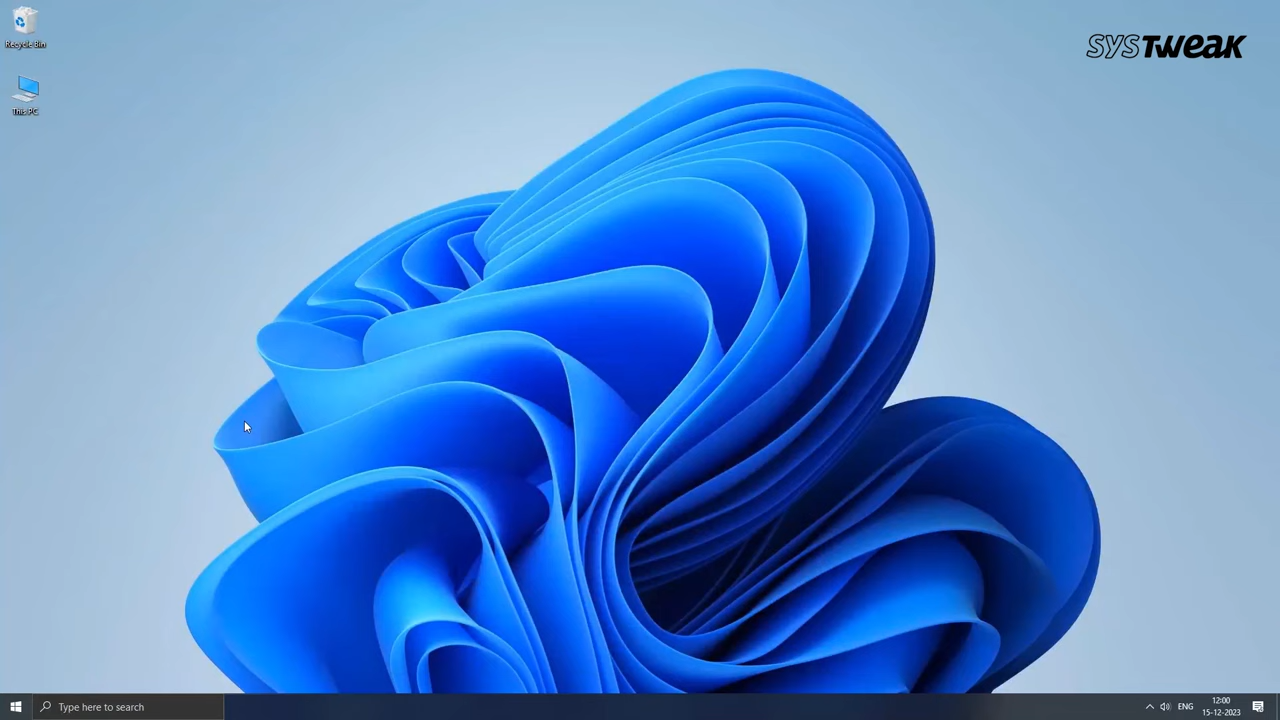 Recycle Bin
SYSTweak
This PC
Type here to search
ENG
12:00
15-12-2023